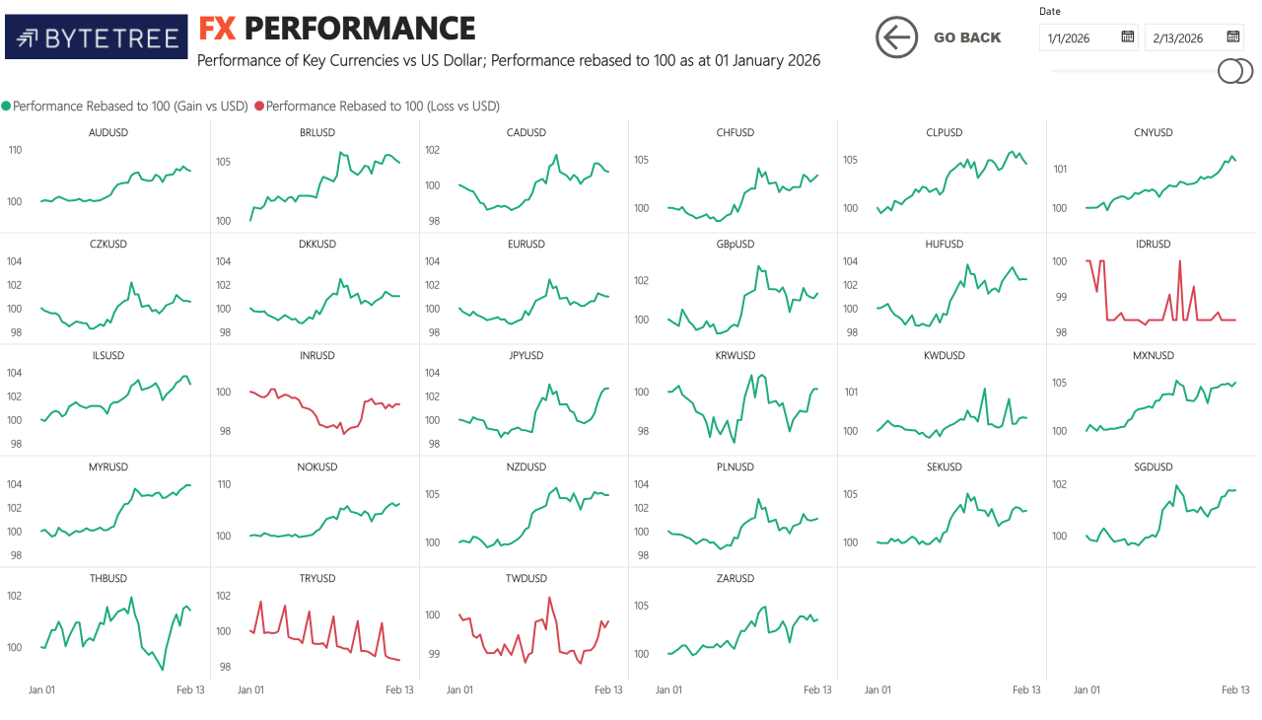 BYTETREE
FX PERFORMANCE
Performance of Key Currencies vs US Dollar; Performance rebased to 100 as at 01 January 2026
GO BACK
Date
1/1/2026
2/13/2026
Performance Rebased to 100 (Gain vs USD) Performance Rebased to 100 (Loss vs USD)
AUDUSD
110
100
BRLUSD
105
100
CADUSD
102
100
98
CHFUSD
105
100
CLPUSD
105
100
CNYUSD
101
100
CZKUSD
104
102
100
98
DKKUSD
104
102
100
98
EURUSD
104
102
100
98
GBpUSD
102
100
HUFUSD
104
102
100
98
IDRUSD
100
99
98
ILSUSD
104
102
100
98
INRUSD
100
98
JPYUSD
104
102
100
98
KRWUSD
100
98
KWDUSD
101
100
MXNUSD
105
100
MYRUSD
104
102
100
98
NOKUSD
110
100
NZDUSD
105
100
PLNUSD
104
102
100
98
SEKUSD
105
100
SGDUSD
102
100
THBUSD
102
100
TRYUSD
102
100
98
TWDUSD
100
99
ZARUSD
105
100
Jan 01 Feb 13
Jan 01 Feb 13
Jan 01 Feb 13
Jan 01 Feb 13
Jan 01 Feb 13
Jan 01 Feb 13